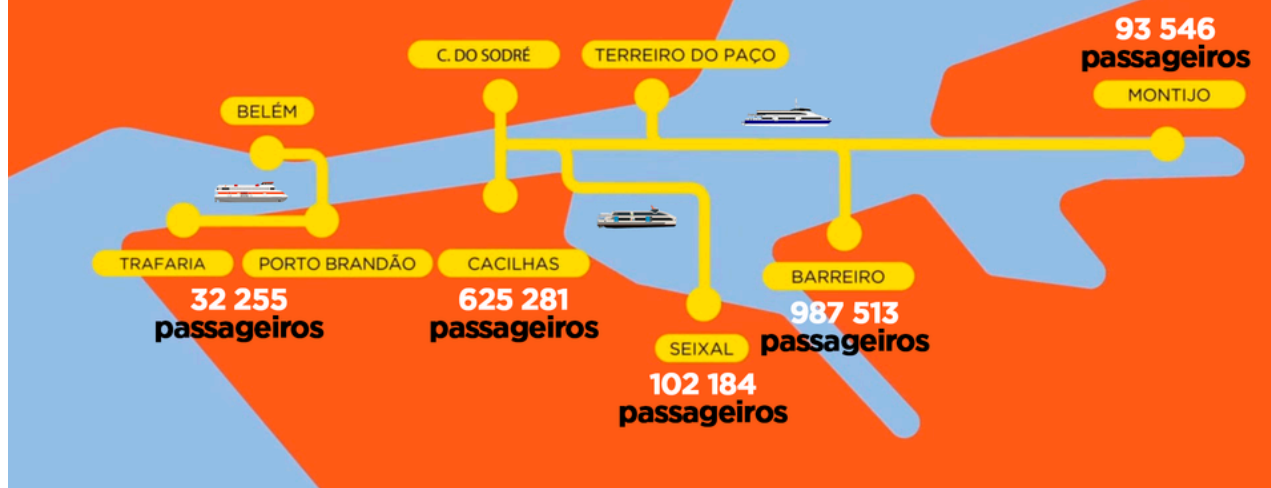 93 546
passageiros
C. DO SODRÉ
TERREIRO DO PAÇO
MONTIJO
BELÉM
TRAFARIA
PORTO BRANDÃO
32 255
passageiros
CACILHAS
625 281
passageiros
BARREIRO
987 513
passageiros
SEIXAL
102 184
passageiros